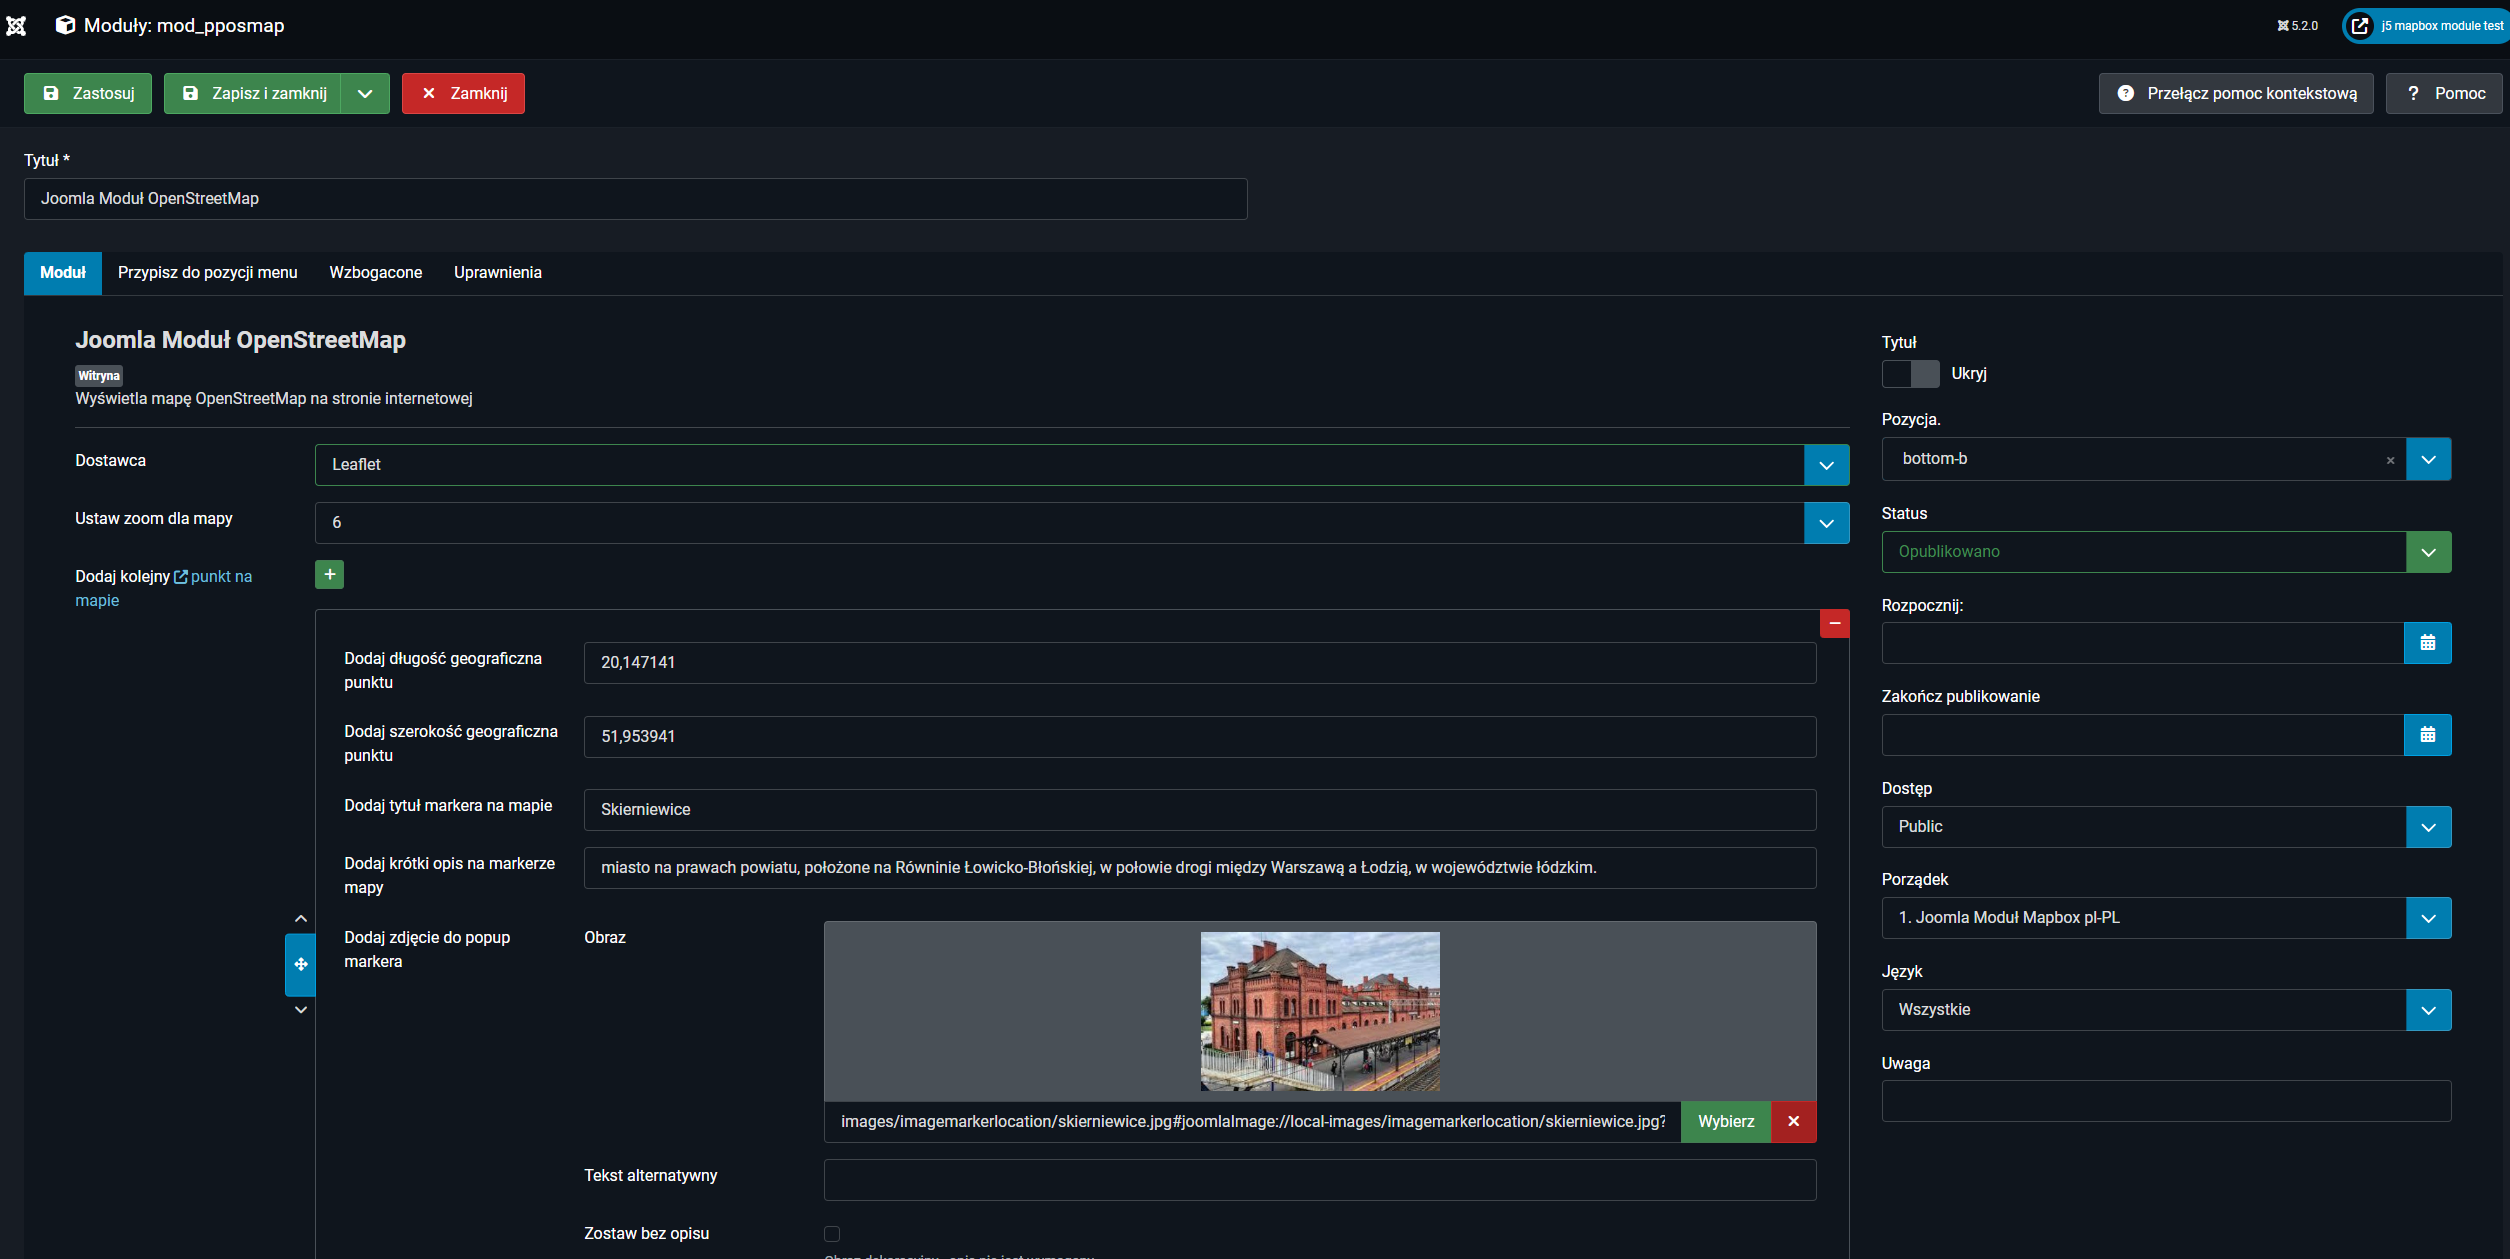 Moduły: mod_pposmap
5.2.0
j5 mapbox module test
Zastosuj
Zapisz i zamknij
Zamknij
Przełącz pomoc kontekstową
? Pomoc
Tytuł *
Joomla Moduł OpenStreetMap
Moduł
Przypisz do pozycji menu
Wzbogacone
Uprawnienia
Joomla Moduł OpenStreetMap
Witryna
Wyświetla mapę OpenStreetMap na stronie internetowej
Dostawca
Leaflet
Ustaw zoom dla mapy
6
Dodaj kolejny punkt na
mapie
Dodaj długość geograficzna
punktu
20,147141
Dodaj szerokość geograficzna
punktu
51,953941
Dodaj tytuł markera na mapie
Skierniewice
Dodaj krótki opis na markerze
mapy
miasto na prawach powiatu, położone na Równinie Łowicko-Błońskiej, w połowie drogi między Warszawą a Łodzią, w województwie łódzkim.
Dodaj zdjęcie do popup
markera
Obraz
images/imagemarkerlocation/skierniewice.jpg#joomlaImage://local-images/imagemarkerlocation/skierniewice.jpg?
Wybierz
Tekst alternatywny
Zostaw bez opisu
Tytuł
Ukryj
Pozycja.
bottom-b
Status
Opublikowano
Rozpocznij:
Zakończ publikowanie
Dostęp
Public
Porządek
1. Joomla Moduł Mapbox pl-PL
Język
Wszystkie
Uwaga